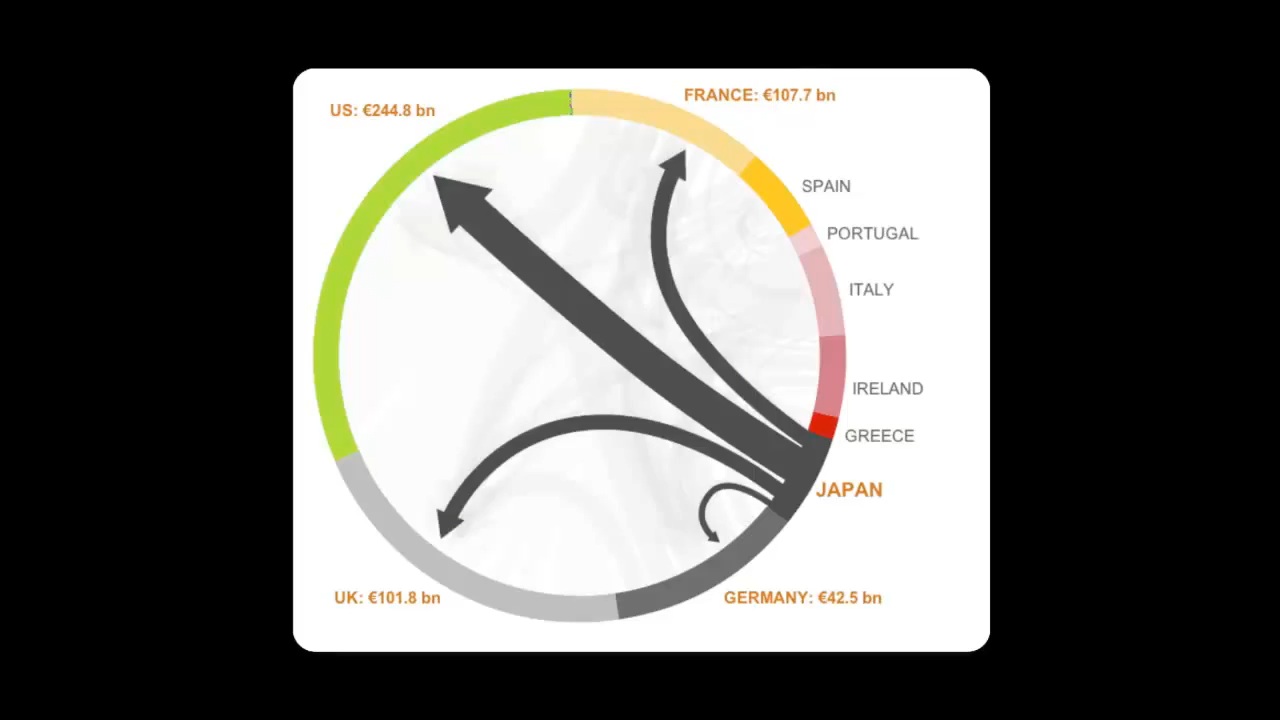 FRANCE: €107.7 bn
US: €244.8 bn
SPAIN
PORTUGAL
ITALY
IRELAND
GREECE
JAPAN
UK: €101.8 bn
GERMANY: €42.5 bn